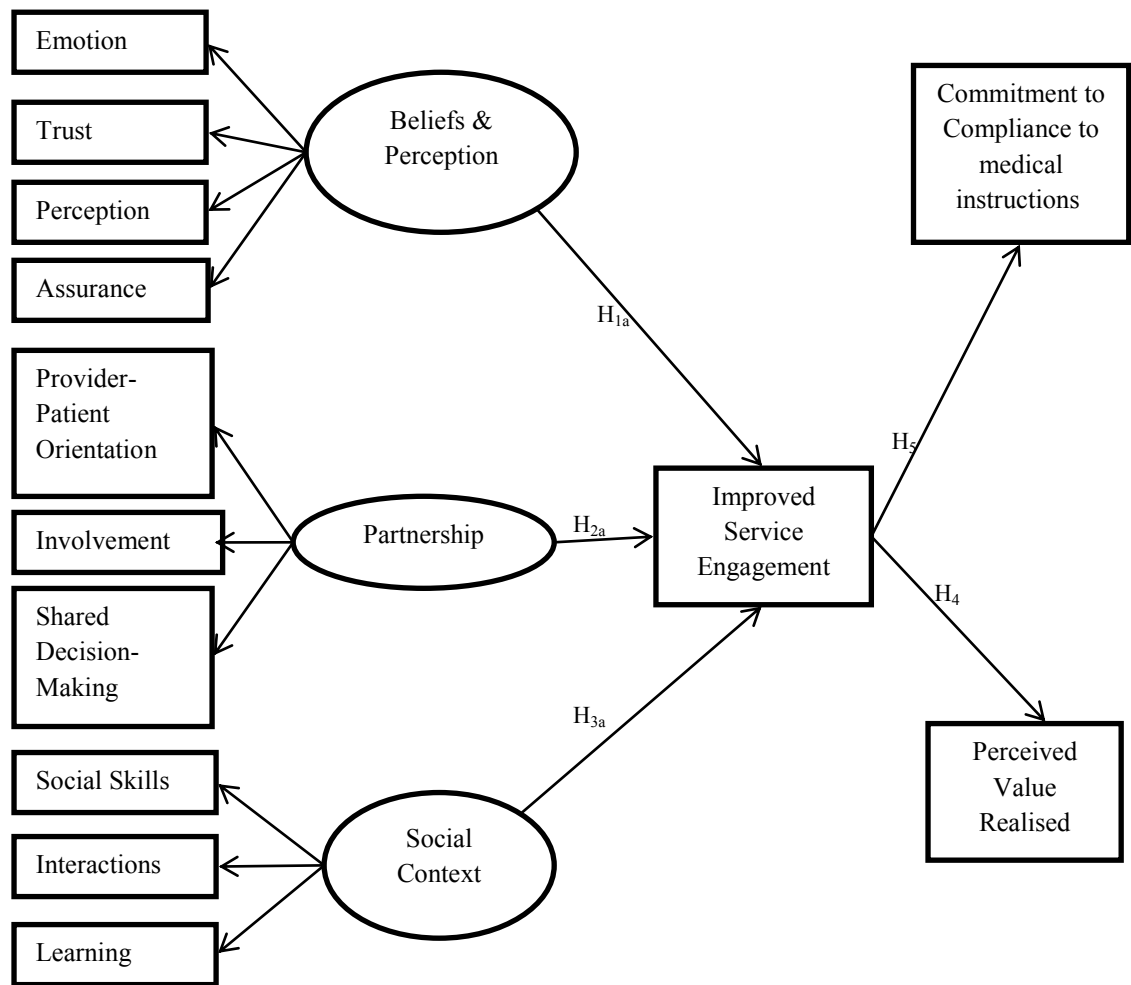 Emotion
Trust
Perception
Assurance
Beliefs &
Perception
Commitment to
Compliance to
medical
instructions
H1a
Provider-
Patient
Orientation
Involvement
Shared
Decision-
Making
Partnership
H2a
Improved
Service
Engagement
H5
H4
H3a
Social Skills
Interactions
Learning
Social
Context
Perceived
Value
Realised